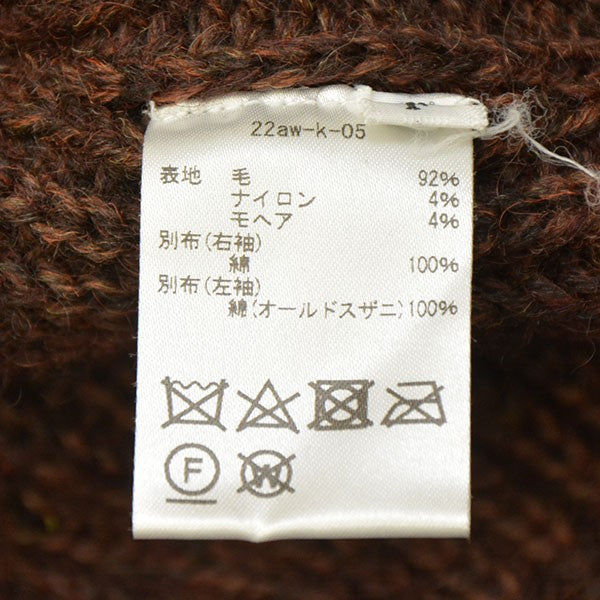 22aw-k-05
表地 毛 92%
ナイロン 4%
モヘア 4%
別布(右袖)
綿 100%
別布(左袖)
綿(オールドスザニ)100%
F W